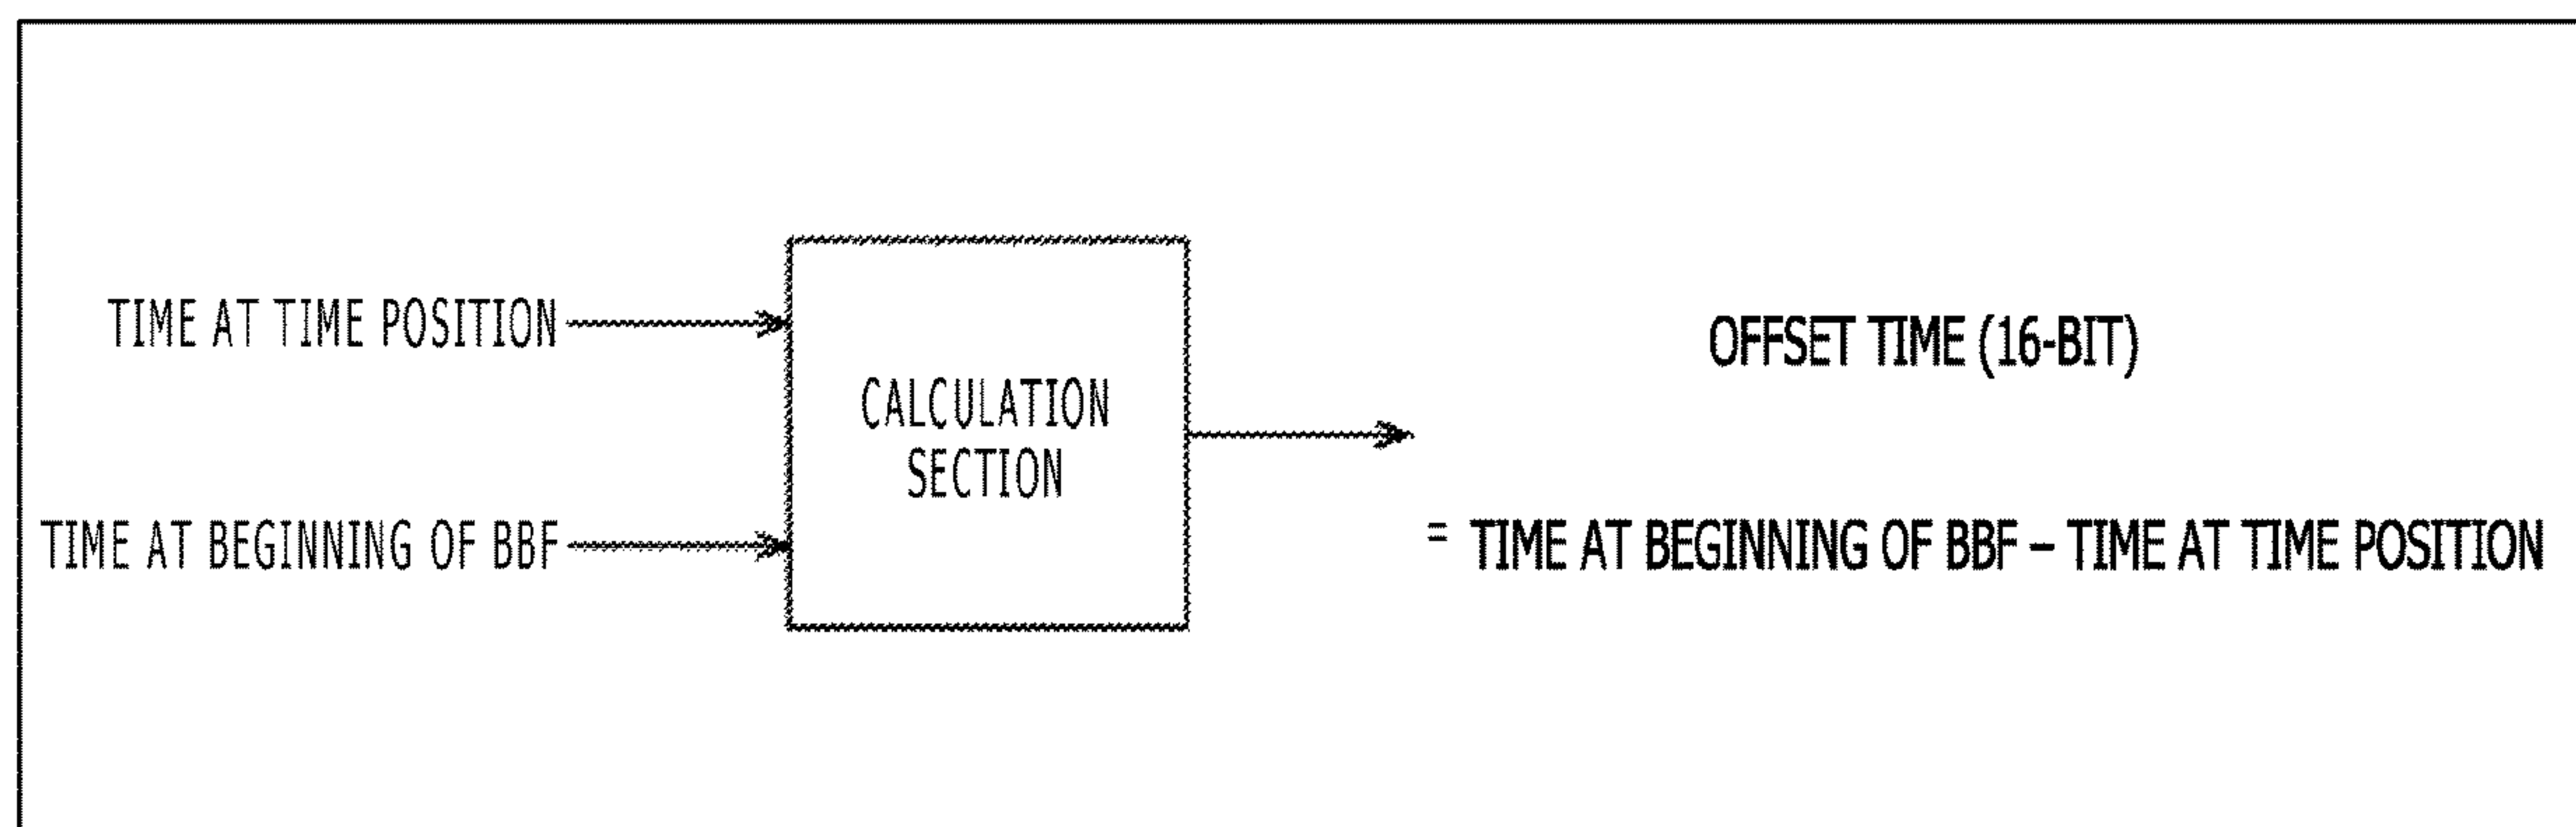 TIME AT TIME POSITION
TIME AT BEGINNING OF BBF
CALCULATION
SECTION
OFFSET TIME (16-BIT)
= TIME AT BEGINNING OF BBF – TIME AT TIME POSITION